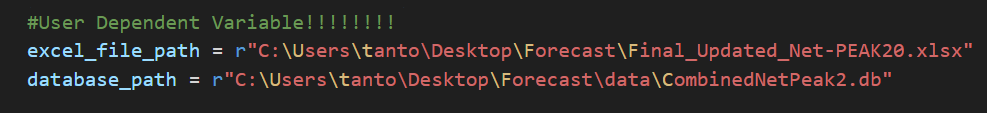 #User Dependent Variable!!!!!!!!
excel_file_path = r"C:\Users\tanto\Desktop\Forecast\Final_Updated_Net-PEAK20.xlsx"
database_path = r"C:\Users\tanto\Desktop\Forecast\data\CombinedNetPeak2.db"